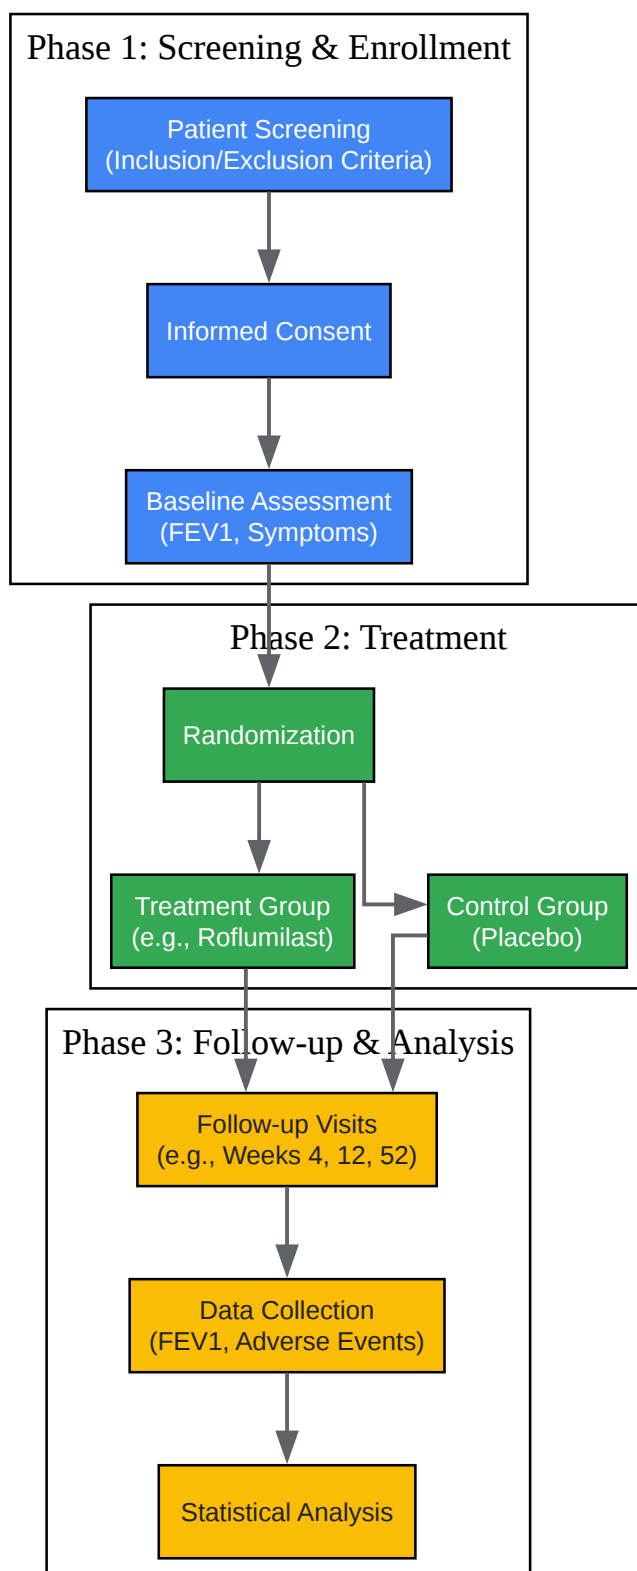 Phase 1: Screening & Enrollment
Patient Screening
(Inclusion/Exclusion Criteria)
Informed Consent
Baseline Assessment
(FEV1, Symptoms)
Phase 2: Treatment
Randomization
Treatment Group
(e.g., Roflumilast)
Control Group
(Placebo)
Phase 3: Follow-up & Analysis
Follow-up Visits
(e.g., Weeks 4, 12, 52)
Data Collection
(FEV1, Adverse Events)
Statistical Analysis